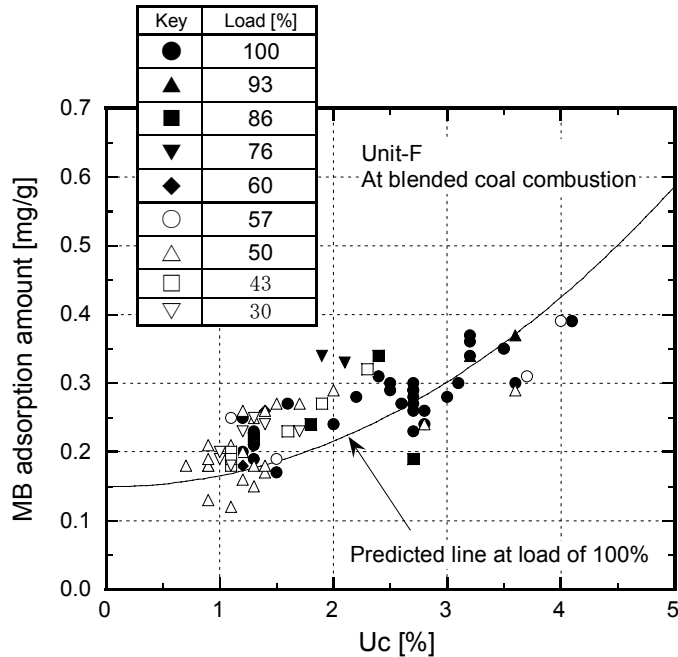 Key Load [%]
100
93
86
76
60
57
50
43
30
Unit-F
At blended coal combustion
Predicted line at load of 100%
MB adsorption amount [mg/g]
0.7
0.6
0.5
0.4
0.3
0.2
0.1
0.0
0 1 2 3 4 5
Uc [%]